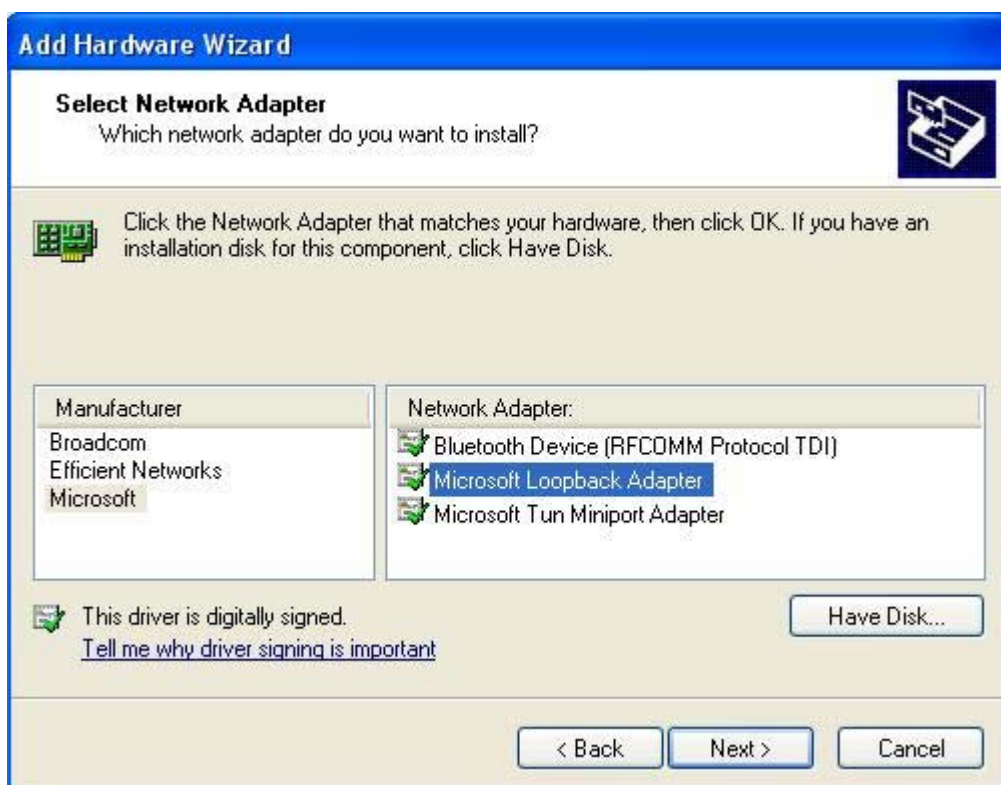 Add Hardware Wizard
Select Network Adapter
Which network adapter do you want to install?
Click the Network Adapter that matches your hardware, then click OK. If you have an
installation disk for this component, click Have Disk.
Manufacturer
Broadcom
Efficient Networks
Microsoft
Network Adapter:
Bluetooth Device (RFCOMM Protocol TDI)
Microsoft Loopback Adapter
Microsoft Tun Miniport Adapter
This driver is digitally signed.
Tell me why driver signing is important
Have Disk...
< Back
Next >
Cancel